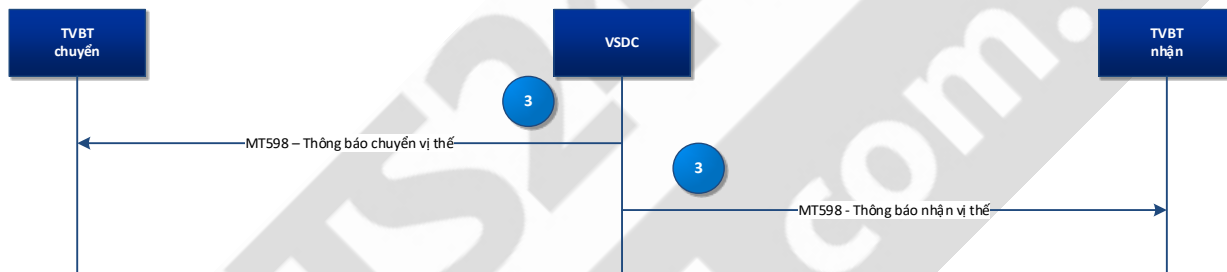 TVBT
chuyển
VSDC
TVBT
nhận
3
MT598 – Thông báo chuyển vị thế
3
MT598 - Thông báo nhận vị thế
com.